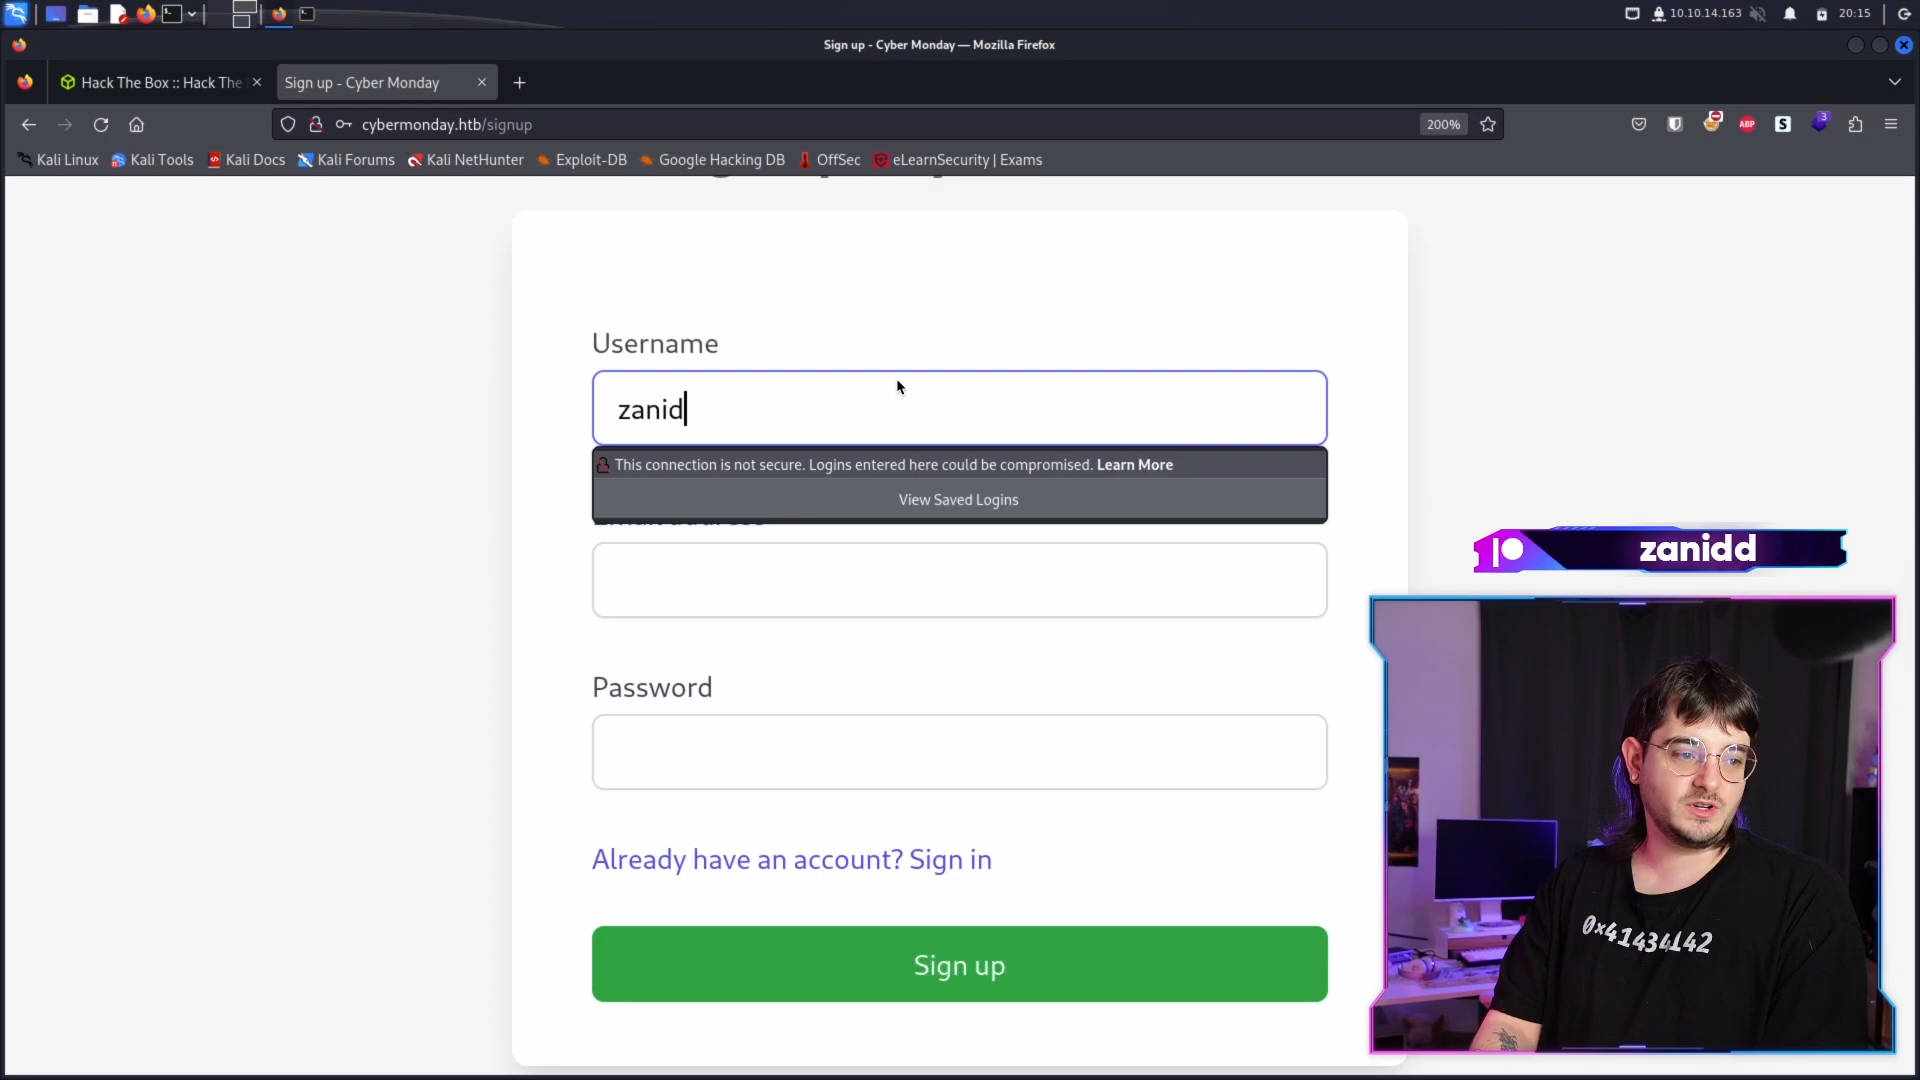 10.10.14.163
20:15
Sign up - Cyber Monday — Mozilla Firefox
Hack The Box :: Hack The
Sign up - Cyber Monday
cybermonday.htb/signup
200%
ABP
S
3
Kali Linux
Kali Tools
Kali Docs
Kali Forums
Kali NetHunter
Exploit-DB
Google Hacking DB
OffSec
eLearnSecurity | Exams
Username
zanid
This connection is not secure. Logins entered here could be compromised. Learn More
View Saved Logins
zanidd
Password
Already have an account? Sign in
0x41434142
Sign up